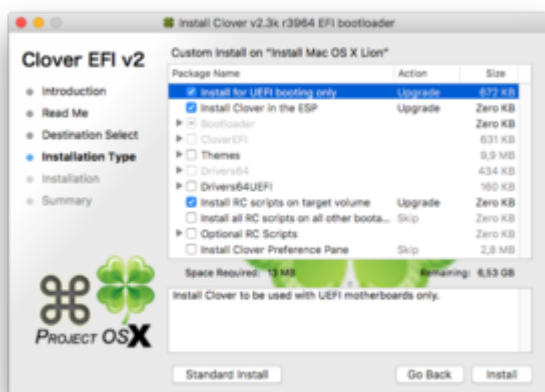 Install Clover v2.3k r3964 EFI bootloader
Clover EFI v2
Introduction
Read Me
Destination Select
Installation Type
Installation
Summary
PROJECT OSX
Custom Install on "Install Mac OS X Lion"
Package Name Action Size
Install for UEFI booting only Upgrade 672 KB
Install Clover in the ESP Upgrade Zero KB
Bootloader Zero KB
CloverEFI 631 KB
Themes 9,9 MB
Drivers64 434 KB
Drivers64UEFI 160 KB
Install RC scripts on target volume Upgrade Zero KB
Install all RC scripts on all other boota... Skip Zero KB
Optional RC Scripts Zero KB
Install Clover Preference Pane Skip 2,8 MB
Space Required: 13 MB Remaining: 6,53 GB
Install Clover to be used with UEFI motherboards only.
Standard Install Go Back Install